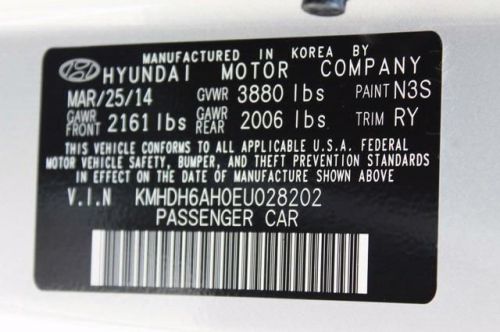 MANUFACTURED IN KOREA BY
HYUNDAI MOTOR COMPANY
MAR/25/14 GVWR 3880 lbs PAINT N3S
GAWR FRONT 2161 lbs GAWR REAR 2006 lbs TRIM RY
THIS VEHICLE CONFORMS TO ALL APPLICABLE U.S.A. FEDERAL
MOTOR VEHICLE SAFETY, BUMPER, AND THEFT PREVENTION STANDARDS
IN EFFECT ON THE DATE OF MANUFACTURE SHOWN ABOVE
V.I.N KMHDH6AH0EU028202
PASSENGER CAR